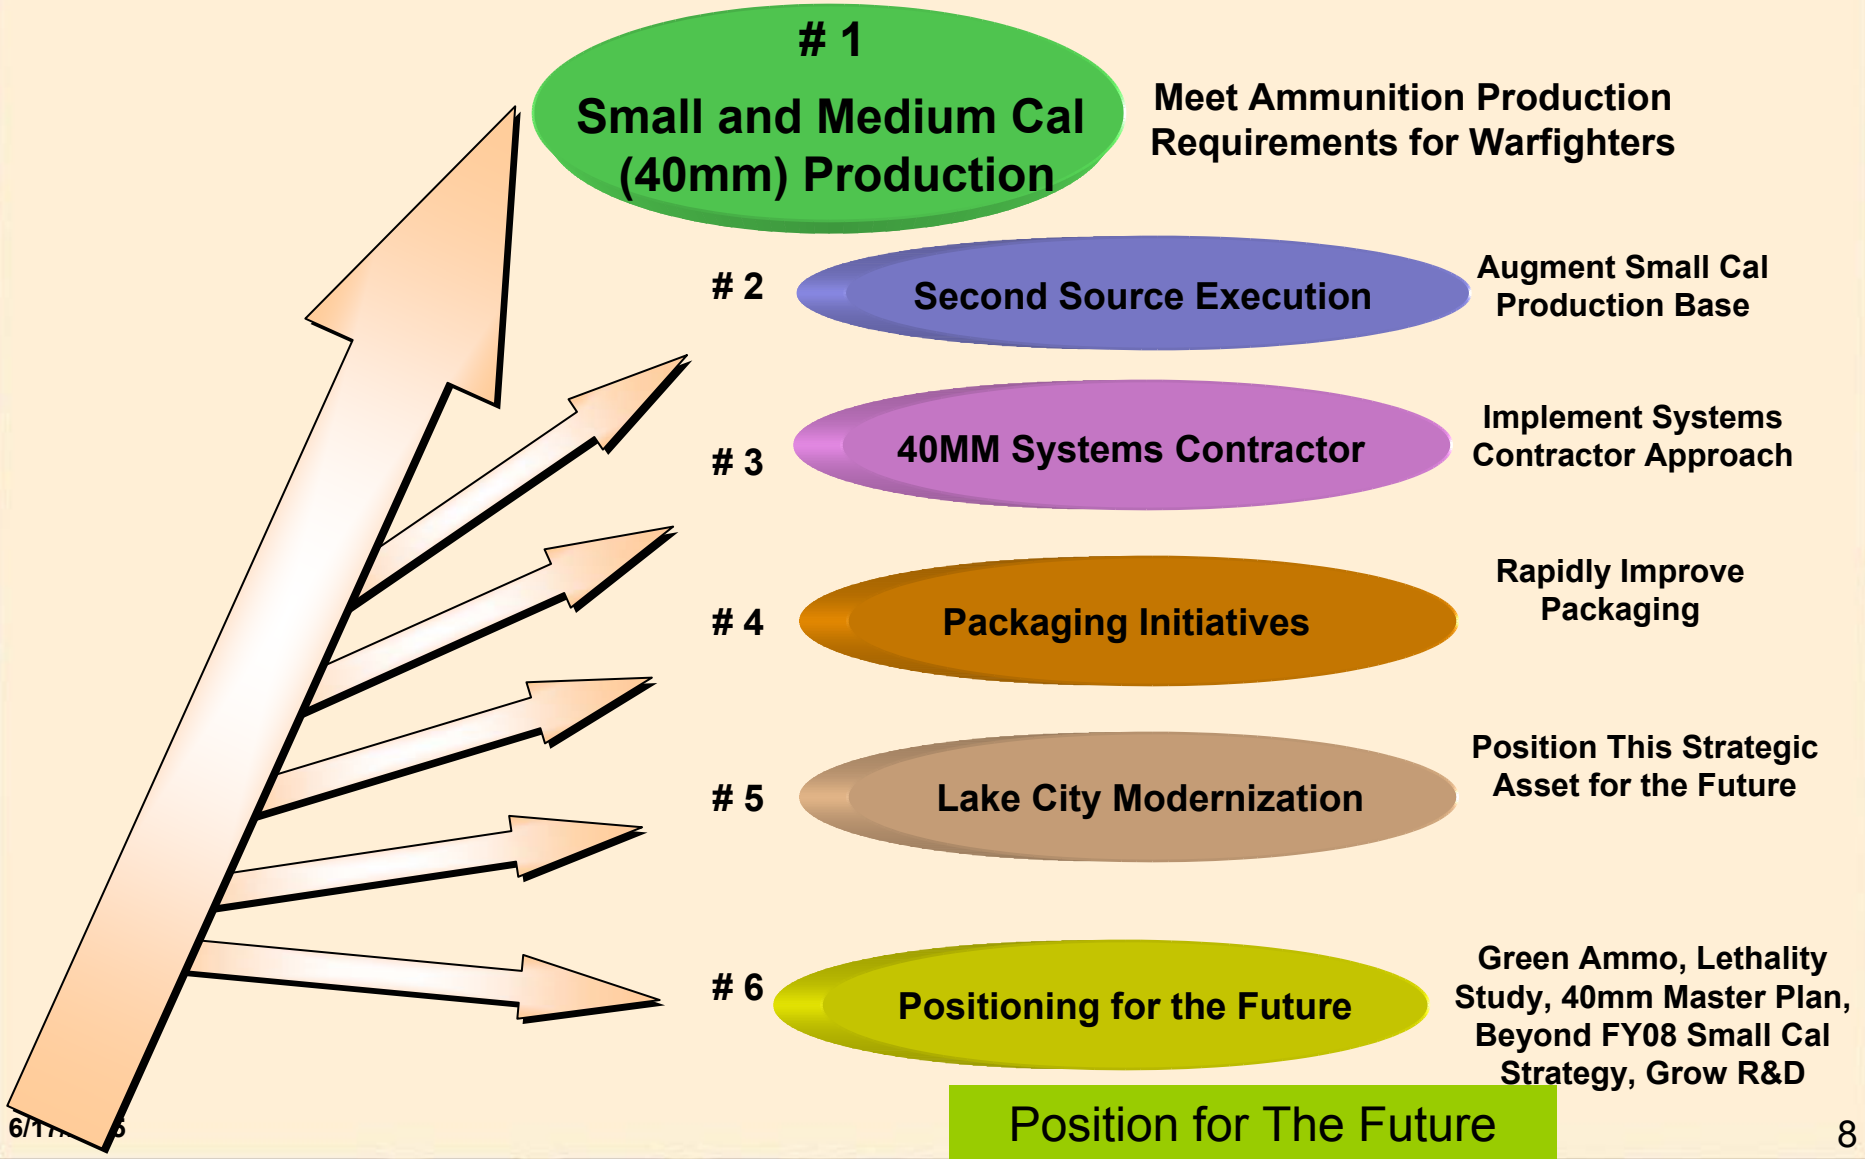 # 1
Small and Medium Cal
(40mm) Production
Meet Ammunition Production
Requirements for Warfighters
# 2
Second Source Execution
Augment Small Cal
Production Base
# 3
40MM Systems Contractor
Implement Systems
Contractor Approach
# 4
Packaging Initiatives
Rapidly Improve
Packaging
# 5
Lake City Modernization
Position This Strategic
Asset for the Future
# 6
Positioning for the Future
Green Ammo, Lethality
Study, 40mm Master Plan,
Beyond FY08 Small Cal
Strategy, Grow R&D
Position for The Future
8